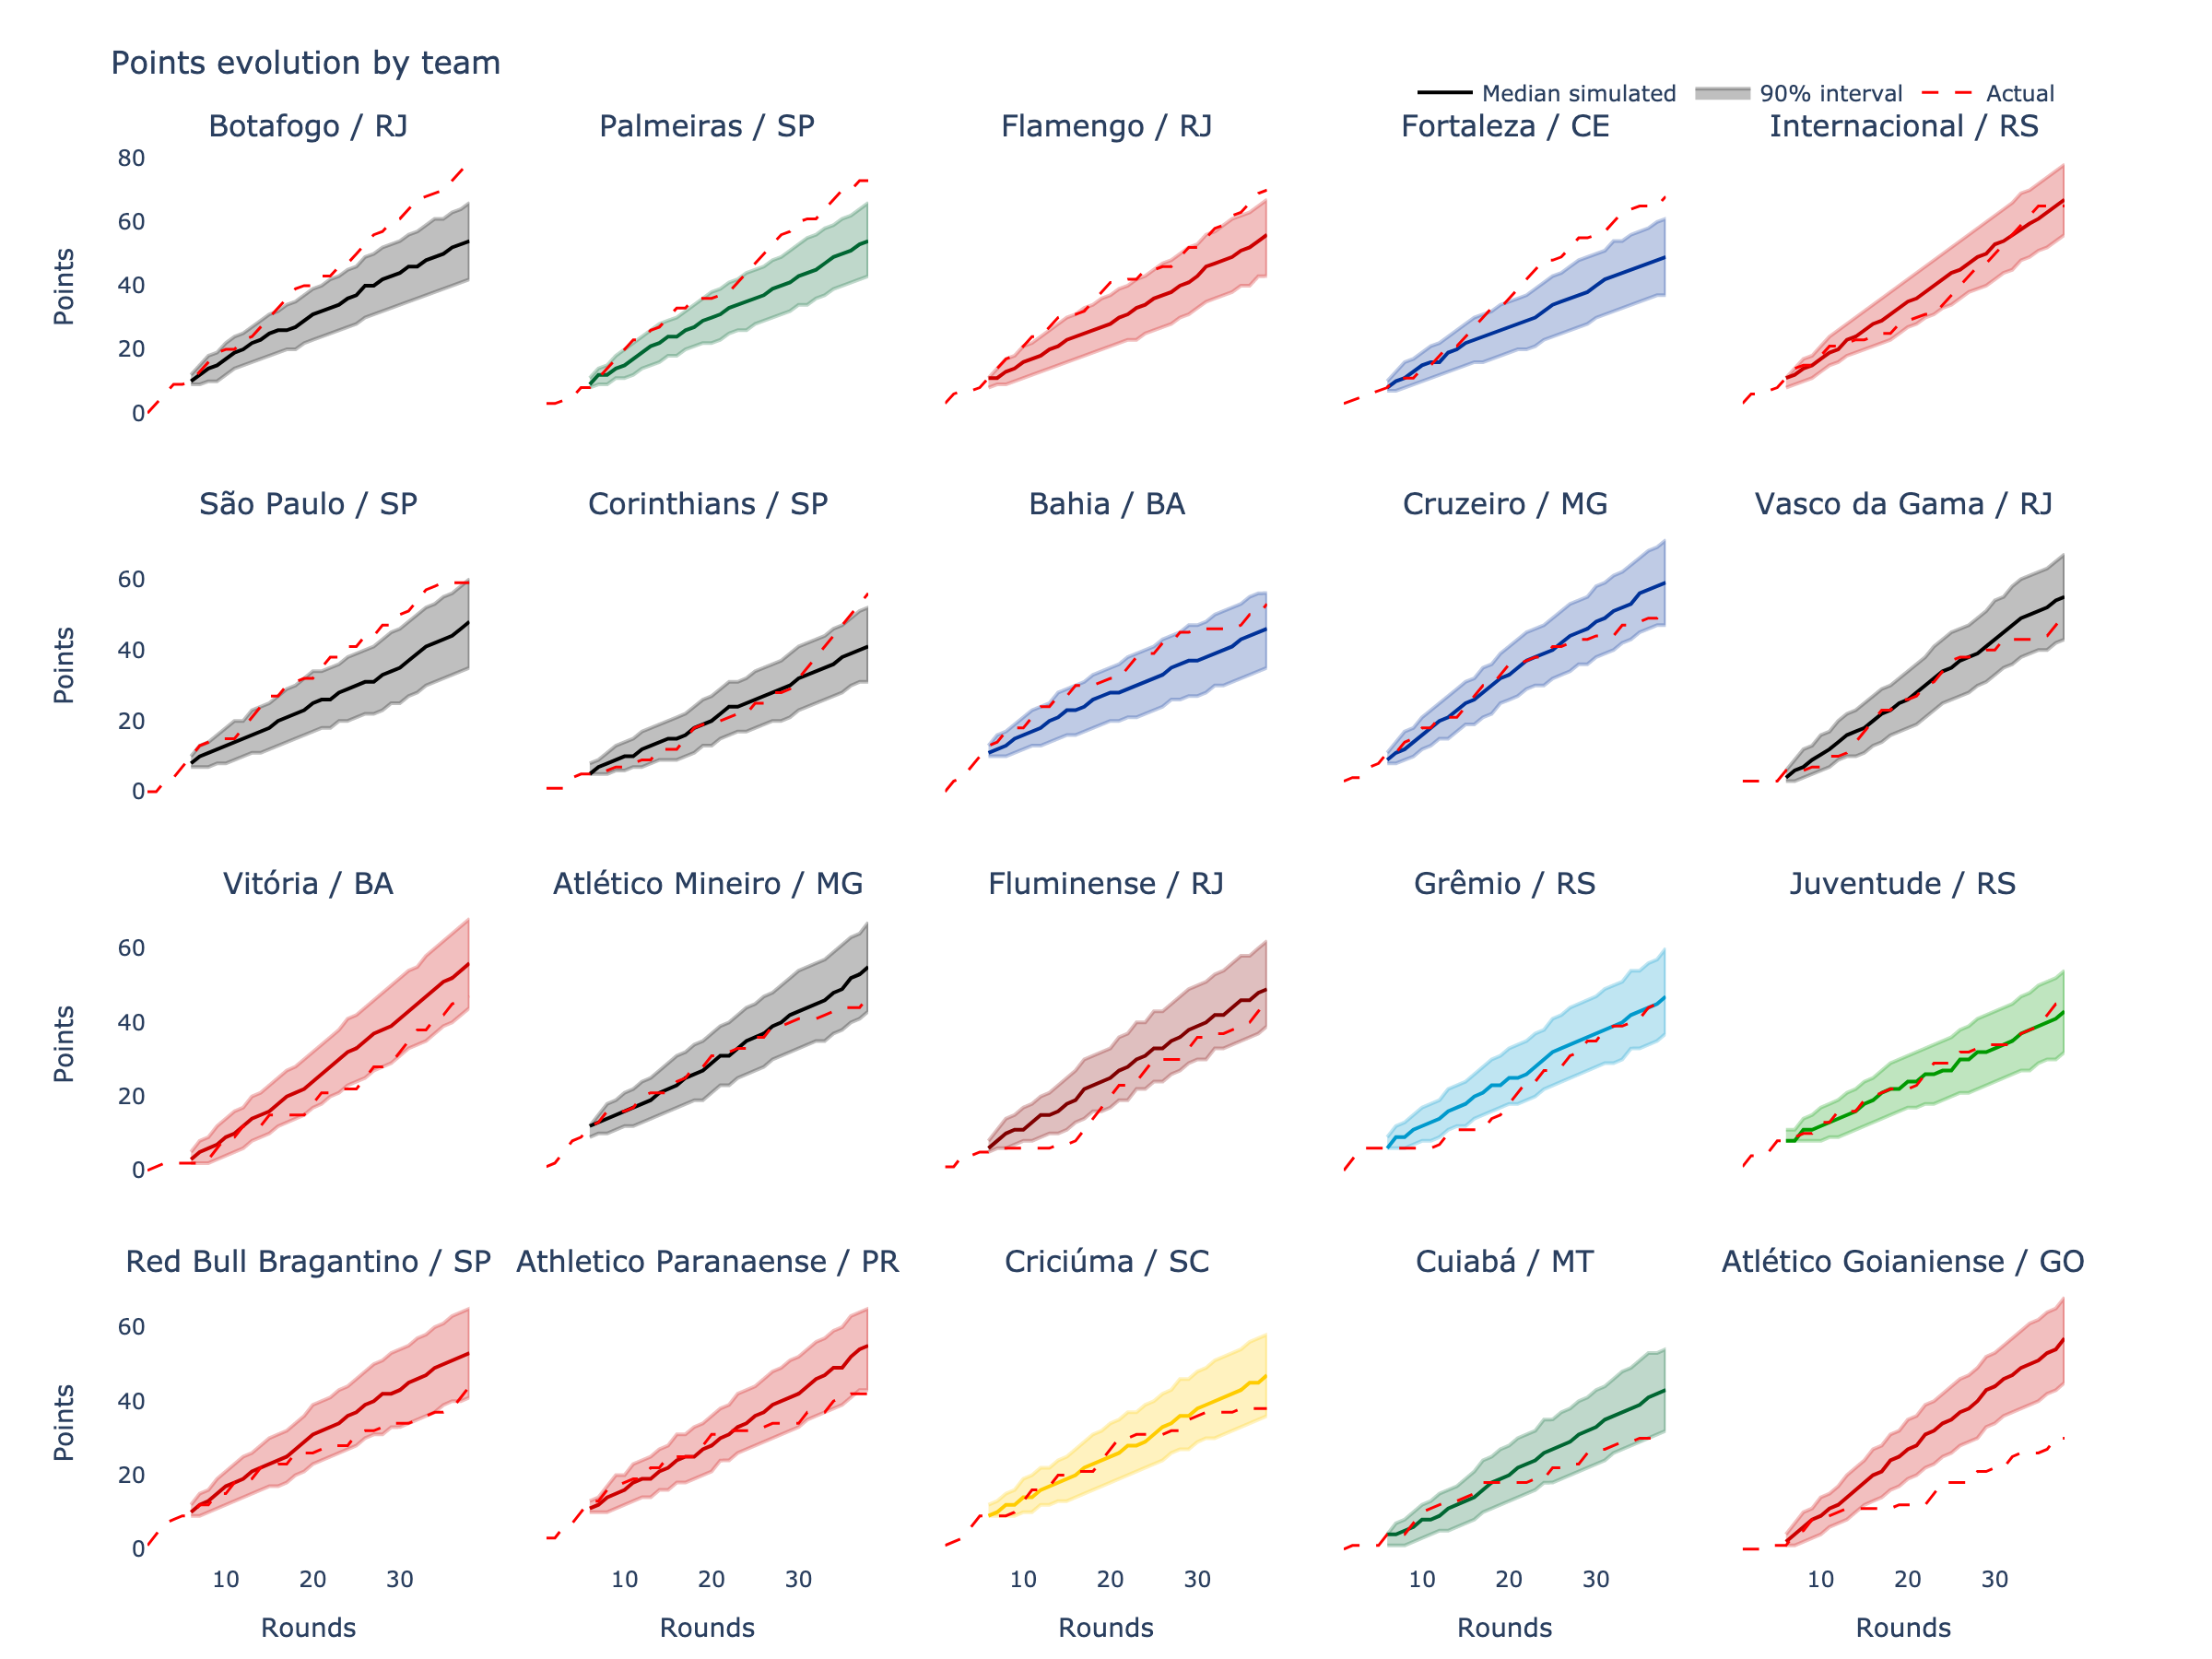 Points evolution by team
Median simulated 90% interval Actual
Botafogo / RJ Palmeiras / SP Flamengo / RJ Fortaleza / CE Internacional / RS
80
60
40
20
0
Points
São Paulo / SP Corinthians / SP Bahia / BA Cruzeiro / MG Vasco da Gama / RJ
60
40
20
0
Points
Vitória / BA Atlético Mineiro / MG Fluminense / RJ Grêmio / RS Juventude / RS
60
40
20
0
Points
Red Bull Bragantino / SP Athletico Paranaense / PR Criciúma / SC Cuiabá / MT Atlético Goianiense / GO
60
40
20
0
Points
10 20 30 10 20 30 10 20 30 10 20 30 10 20 30
Rounds Rounds Rounds Rounds Rounds